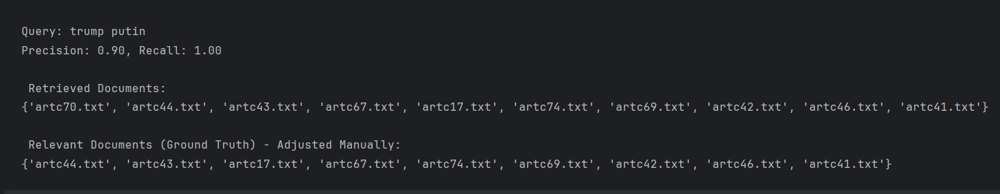 Query: trump putin
Precision: 0.90, Recall: 1.00
Retrieved Documents:
{'artc70.txt', 'artc44.txt', 'artc43.txt', 'artc67.txt', 'artc17.txt', 'artc74.txt', 'artc69.txt', 'artc42.txt', 'artc46.txt', 'artc41.txt'}
Relevant Documents (Ground Truth) - Adjusted Manually:
{'artc44.txt', 'artc43.txt', 'artc17.txt', 'artc67.txt', 'artc74.txt', 'artc69.txt', 'artc42.txt', 'artc46.txt', 'artc41.txt'}